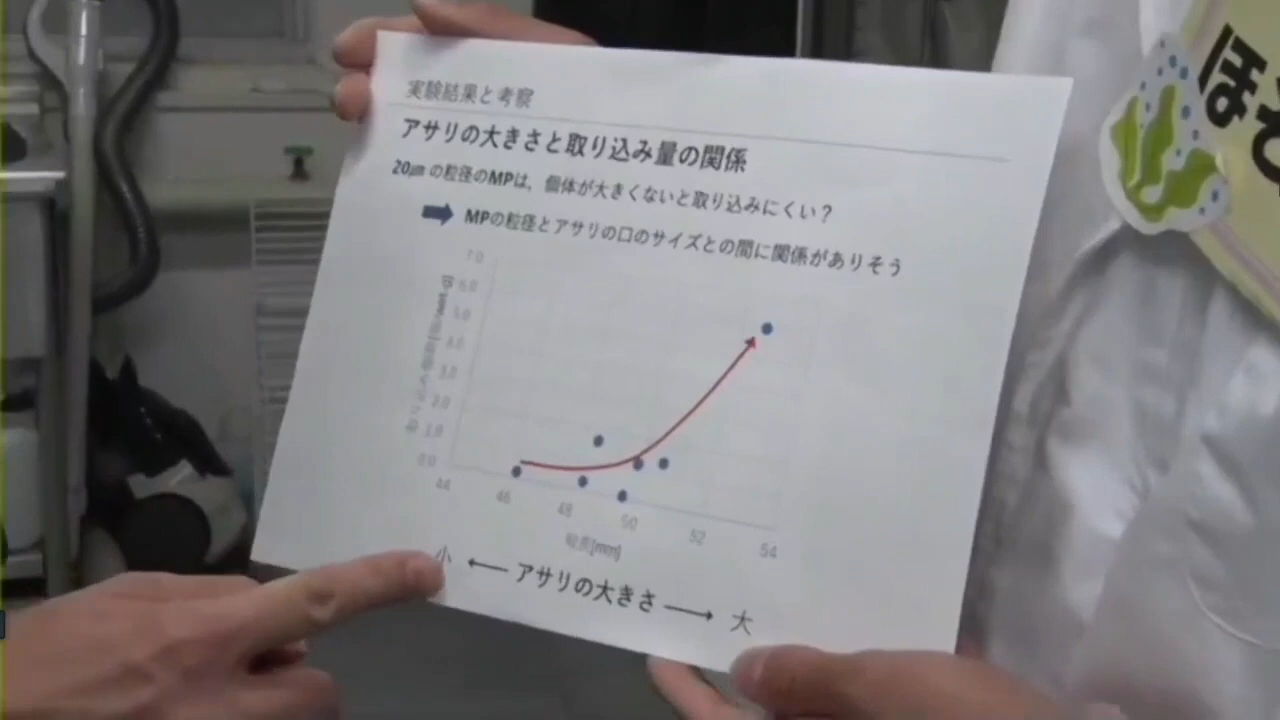 実験結果と考察
アサリの大きさと取り込み量の関係
20㎛ の粒径のMPは、個体が大きくないと取り込みにくい？
MPの粒径とアサリの口のサイズとの間に関係がありそう
7.0
6.0
5.0
4.0
3.0
2.0
1.0
0.0
44 46 48 50 52 54
殻長[mm]
小 ← アサリの大きさ → 大
ほ